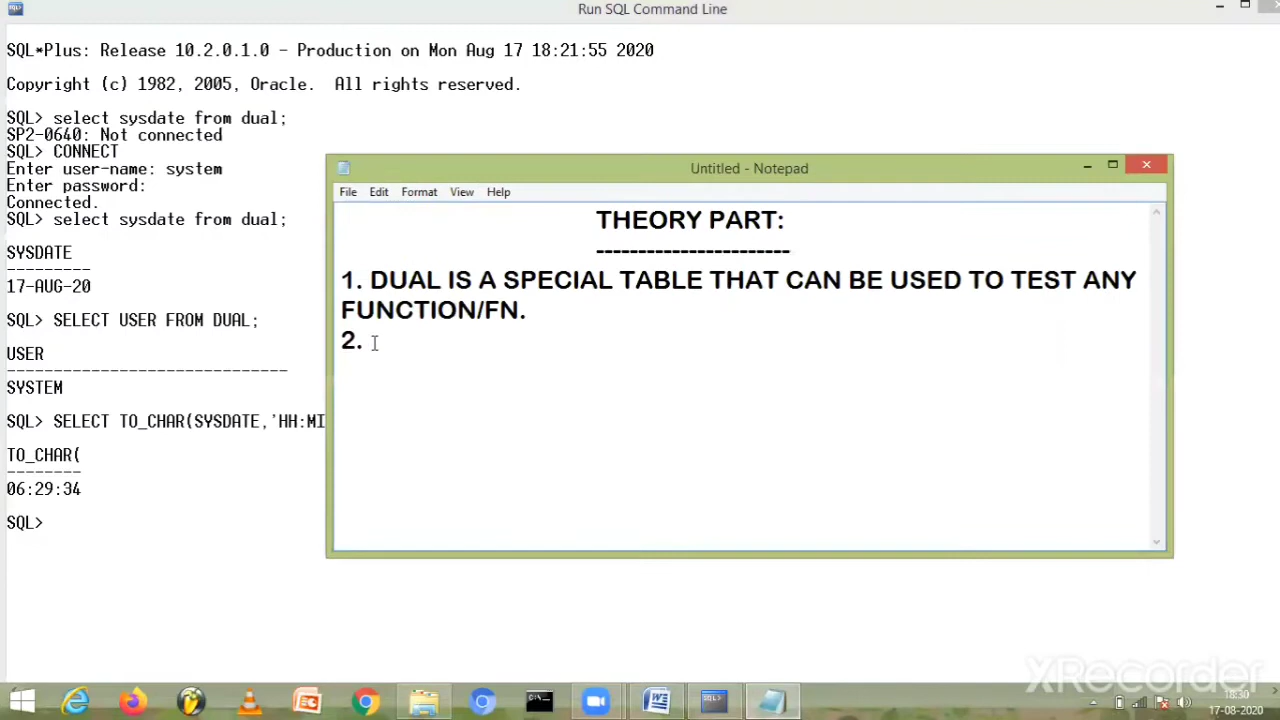 Run SQL Command Line
SQL*Plus: Release 10.2.0.1.0 - Production on Mon Aug 17 18:21:55 2020
Copyright (c) 1982, 2005, Oracle.  All rights reserved.
SQL> select sysdate from dual;
SP2-0640: Not connected
SQL> CONNECT
Enter user-name: system
Enter password:
Connected.
SQL> select sysdate from dual;
SYSDATE
---------
17-AUG-20
SQL> SELECT USER FROM DUAL;
USER
------------------------------
SYSTEM
SQL> SELECT TO_CHAR(SYSDATE,'HH:MI
TO_CHAR(
--------
06:29:34
SQL>
Untitled - Notepad
File Edit Format View Help
THEORY PART:
-----------------------
1. DUAL IS A SPECIAL TABLE THAT CAN BE USED TO TEST ANY
FUNCTION/FN.
2.
XRecorder
18:30
17-08-2020